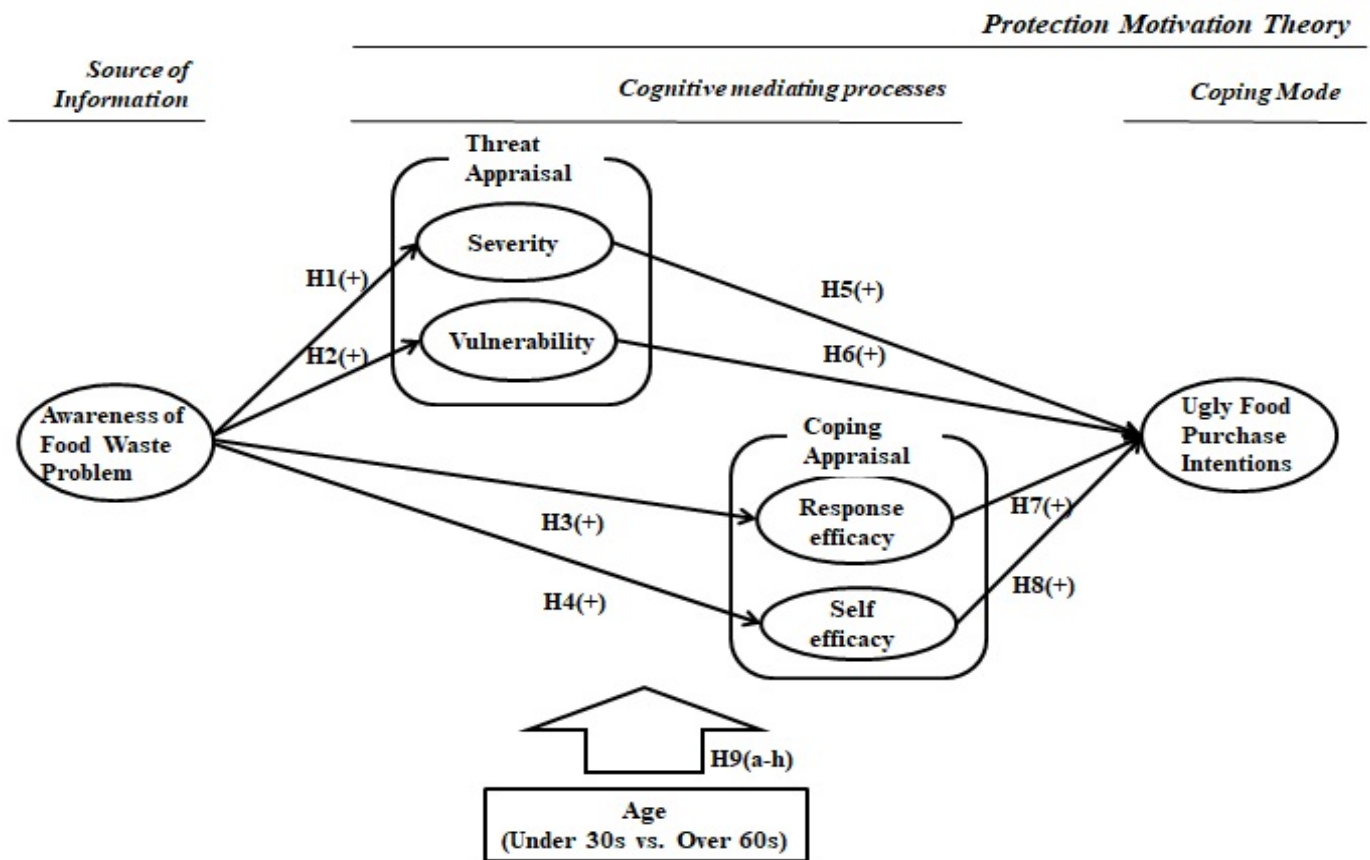 Protection Motivation Theory
Source of
Information
Cognitive mediating processes
Coping Mode
Threat
Appraisal
Severity
H1(+)
H5(+)
Vulnerability
H2(+)
H6(+)
Awareness of
Food Waste
Problem
Ugly Food
Purchase
Intentions
Coping
Appraisal
Response
efficacy
H3(+)
H7(+)
H4(+)
H8(+)
Self
efficacy
H9(a-h)
Age
(Under 30s vs. Over 60s)